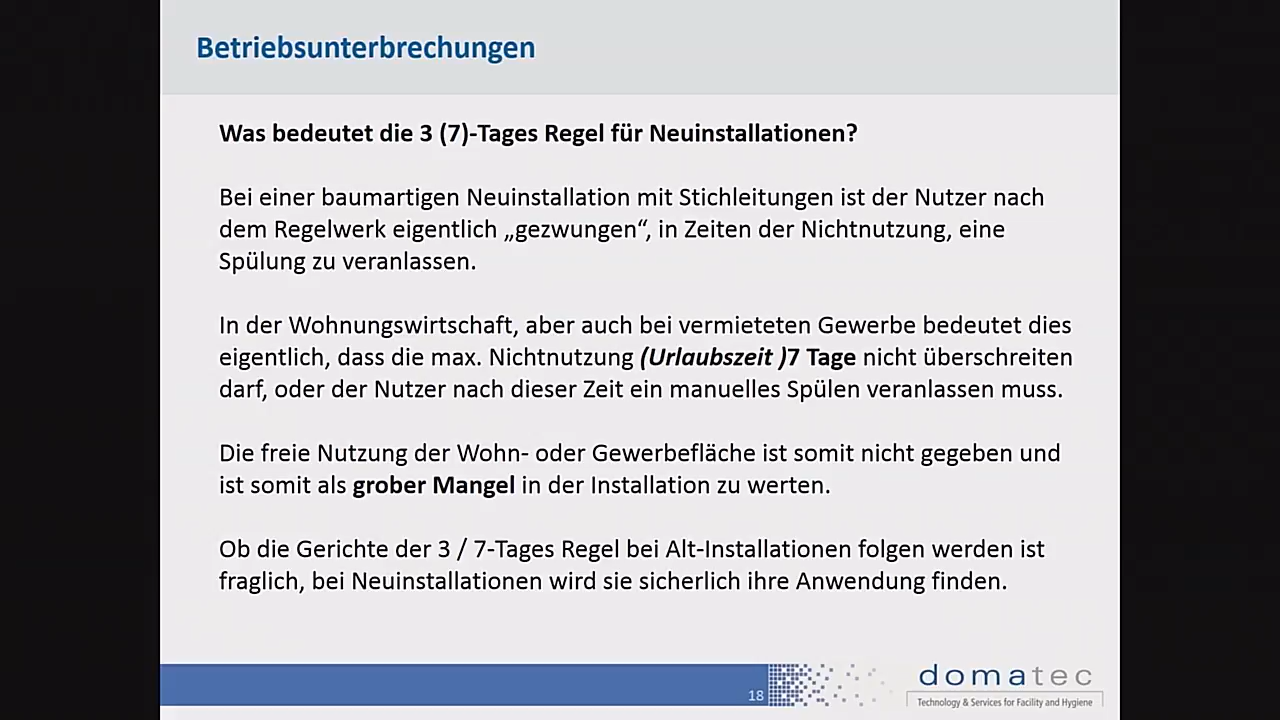 Betriebsunterbrechungen
Was bedeutet die 3 (7)-Tages Regel für Neuinstallationen?
Bei einer baumartigen Neuinstallation mit Stichleitungen ist der Nutzer nach
dem Regelwerk eigentlich „gezwungen“, in Zeiten der Nichtnutzung, eine
Spülung zu veranlassen.
In der Wohnungswirtschaft, aber auch bei vermieteten Gewerbe bedeutet dies
eigentlich, dass die max. Nichtnutzung (Urlaubszeit )7 Tage nicht überschreiten
darf, oder der Nutzer nach dieser Zeit ein manuelles Spülen veranlassen muss.
Die freie Nutzung der Wohn- oder Gewerbefläche ist somit nicht gegeben und
ist somit als grober Mangel in der Installation zu werten.
Ob die Gerichte der 3 / 7-Tages Regel bei Alt-Installationen folgen werden ist
fraglich, bei Neuinstallationen wird sie sicherlich ihre Anwendung finden.
18
domatec
Technology & Services for Facility and Hygiene